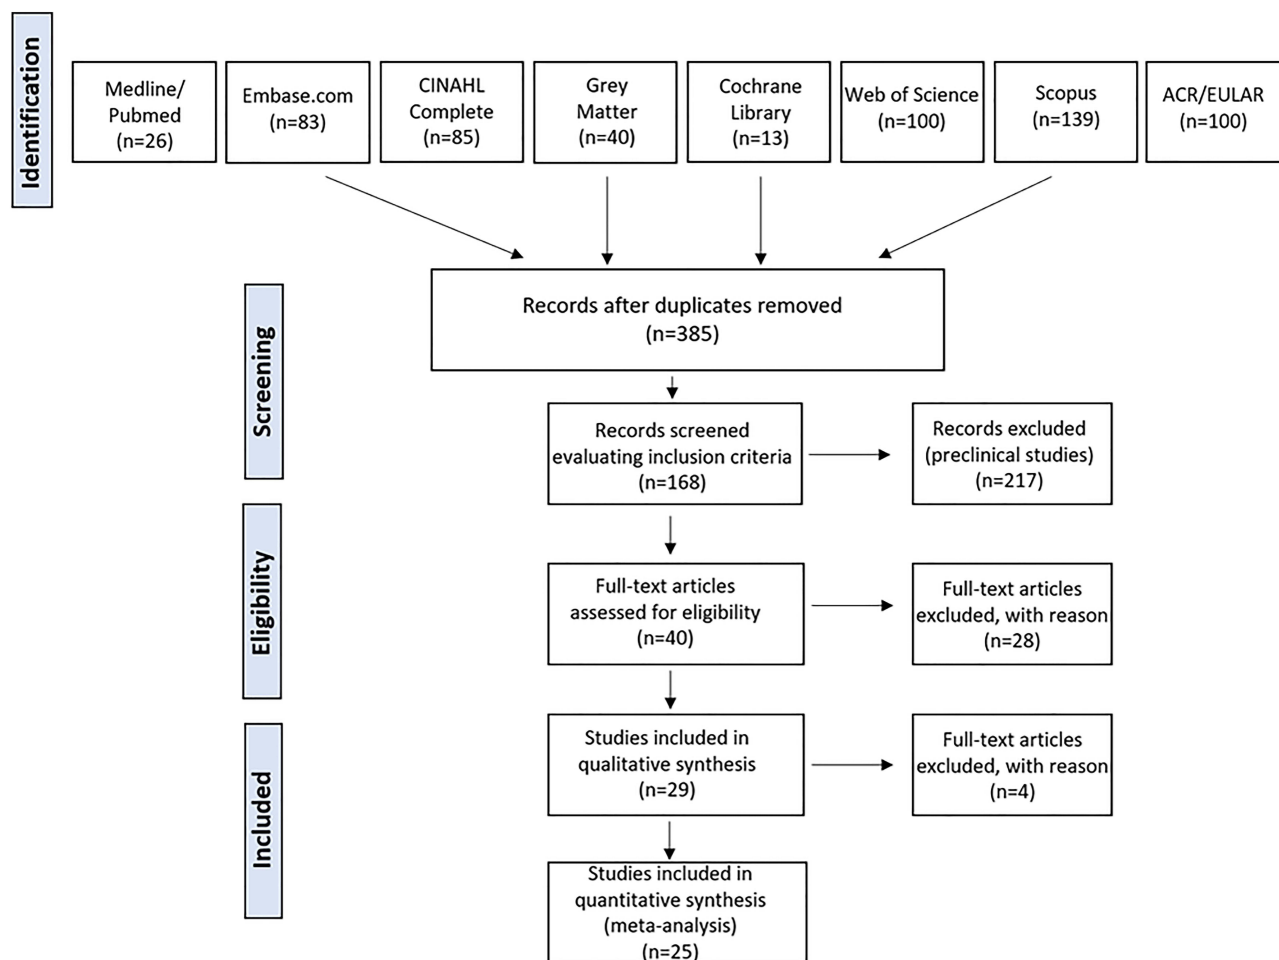 Identification
Medline/
Pubmed
(n=26)
Embase.com
(n=83)
CINAHL
Complete
(n=85)
Grey
Matter
(n=40)
Cochrane
Library
(n=13)
Web of Science
(n=100)
Scopus
(n=139)
ACR/EULAR
(n=100)
Records after duplicates removed
(n=385)
Screening
Records screened
evaluating inclusion criteria
(n=168)
Records excluded
(preclinical studies)
(n=217)
Eligibility
Full-text articles
assessed for eligibility
(n=40)
Full-text articles
excluded, with reason
(n=28)
Included
Studies included in
qualitative synthesis
(n=29)
Full-text articles
excluded, with reason
(n=4)
Studies included in
quantitative synthesis
(meta-analysis)
(n=25)